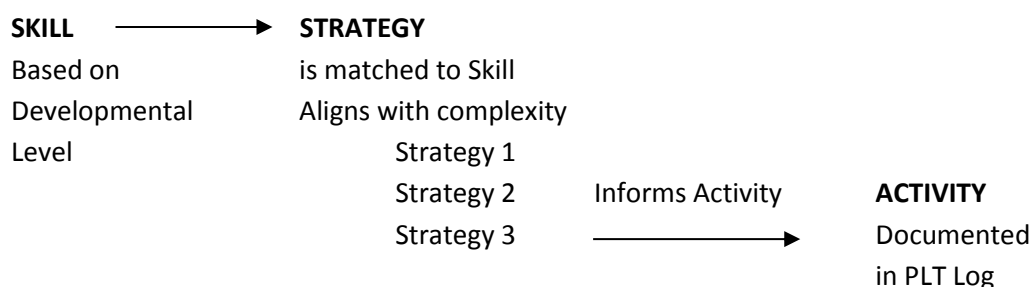 SKILL STRATEGY
Based on is matched to Skill
Developmental Aligns with complexity
Level Strategy 1
Strategy 2 Informs Activity ACTIVITY
Strategy 3 Documented
in PLT Log